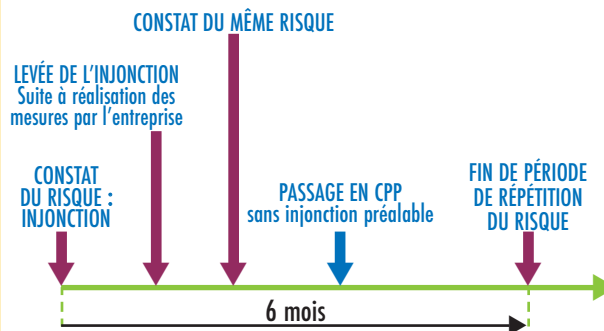 CONSTAT DU MÊME RISQUE
LEVÉE DE L'INJONCTION
Suite à réalisation des
mesures par l'entreprise
CONSTAT
DU RISQUE :
INJONCTION
PASSAGE EN CPP
sans injonction préalable
FIN DE PÉRIODE
DE RÉPÉTITION
DU RISQUE
6 mois